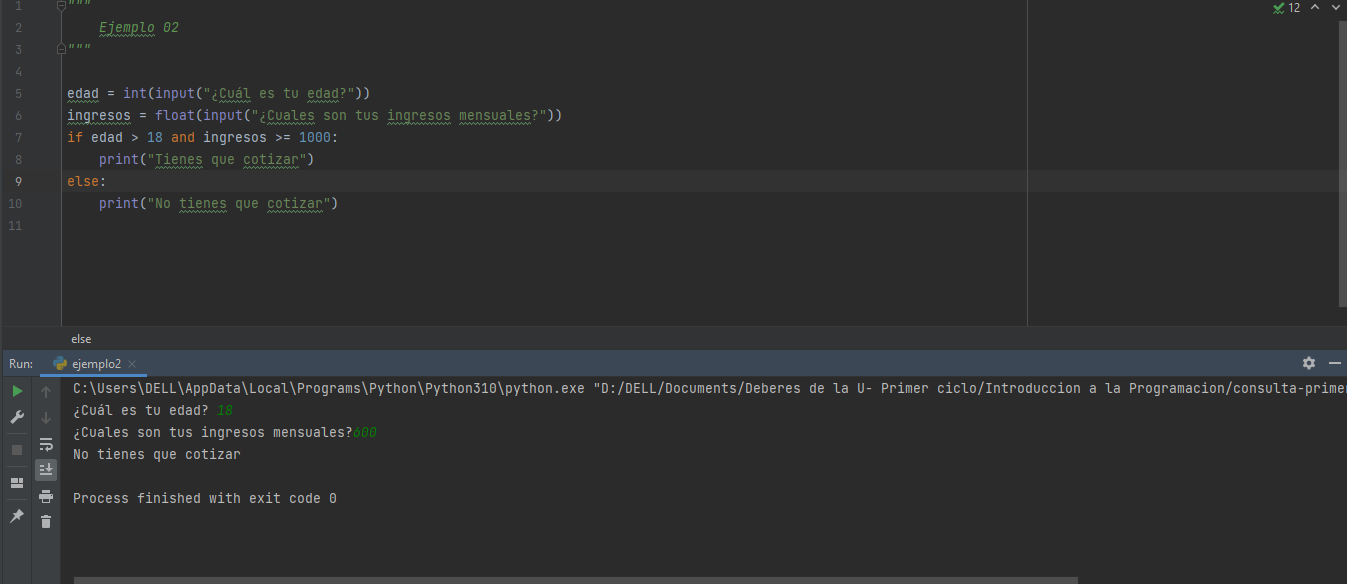 1 """
2 Ejemplo 02
3 """
4
5 edad = int(input("¿Cuál es tu edad?"))
6 ingresos = float(input("¿Cuales son tus ingresos mensuales?"))
7 if edad > 18 and ingresos >= 1000:
8 print("Tienes que cotizar")
9 else:
10 print("No tienes que cotizar")
11
12
else
Run: ejemplo2
C:\Users\DELL\AppData\Local\Programs\Python\Python310\python.exe "D:/DELL/Documents/Deberes de la U- Primer ciclo/Introduccion a la Programacion/consulta-primer
¿Cuál es tu edad? 18
¿Cuales son tus ingresos mensuales?600
No tienes que cotizar
Process finished with exit code 0